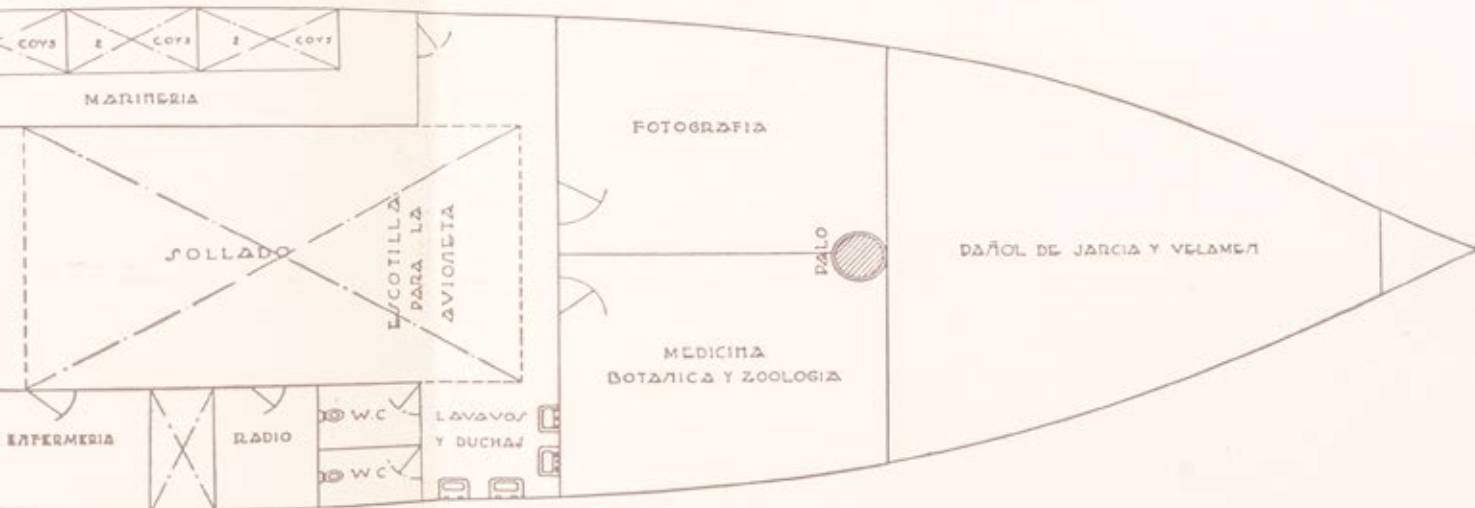 COYS 2 COYS 2 COYS
MARINERIA
FOTOGRAFIA
SOLLADO
ESCOTILLA
PARA LA
AVIONETA
PALO
PAÑOL DE JARCIA Y VELAMEN
MEDICINA
BOTANICA Y ZOOLOGIA
ENFERMERIA
RADIO
W.C
W C
LAVAVOS
Y DUCHAS